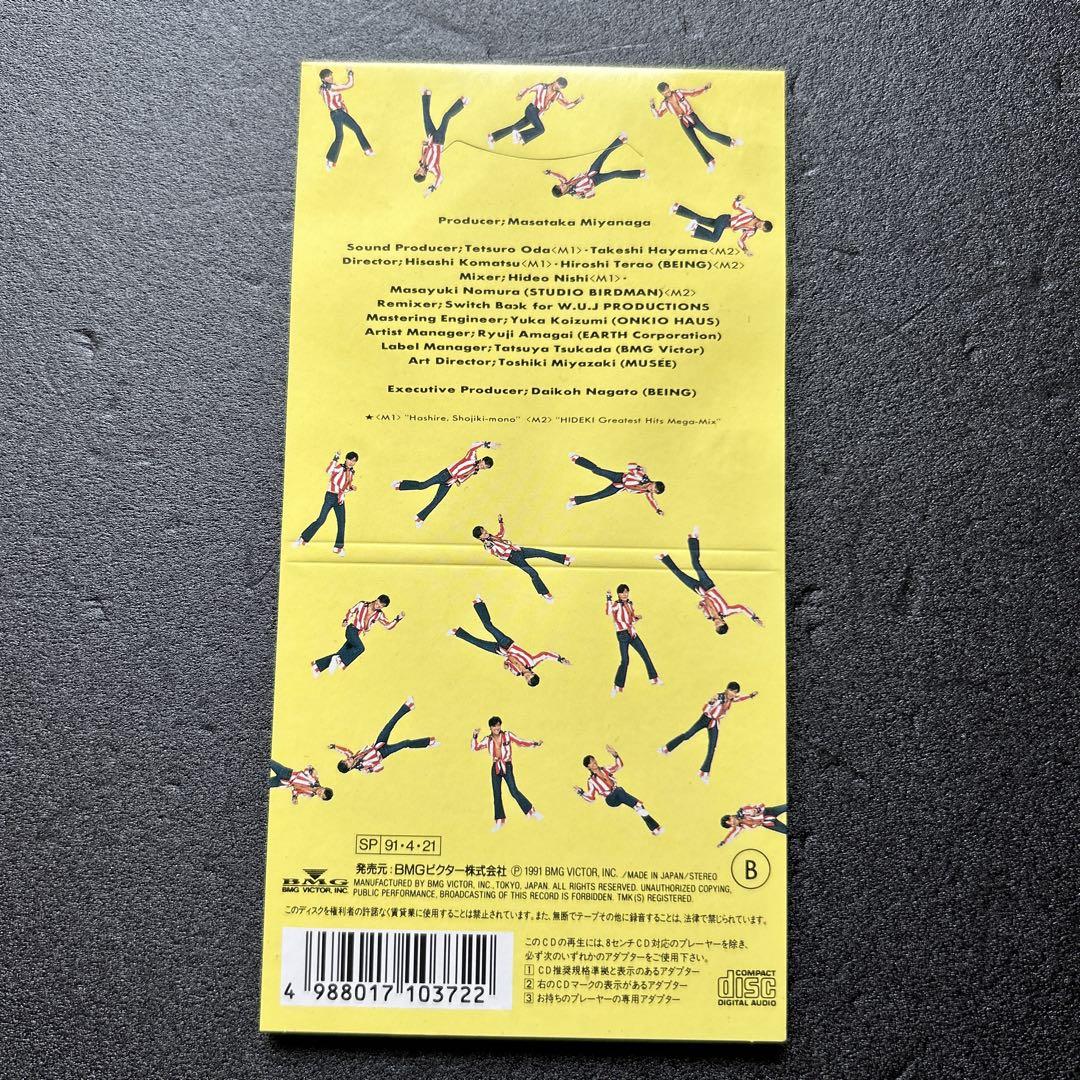 Producer; Masataka Miyanaga
Sound Producer; Tetsuro Oda<M1>・Takeshi Hayama<M2>
Director; Hisashi Komatsu<M1>・Hiroshi Terao (BEING)<M2>
Mixer; Hideo Nishi<M1>・
Masayuki Nomura (STUDIO BIRDMAN)<M2>
Remixer; Switch Back for W.U.J PRODUCTIONS
Mastering Engineer; Yuka Koizumi (ONKIO HAUS)
Artist Manager; Ryuji Amagai (EARTH Corporation)
Label Manager; Tatsuya Tsukada (BMG Victor)
Art Director; Toshiki Miyazaki (MUSÉE)
Executive Producer; Daikoh Nagato (BEING)
★<M1> "Hashire, Shojiki-mono" <M2> "HIDEKI Greatest Hits Mega-Mix"
SP 91・4・21
BMG
BMG VICTOR, INC.
発売元：BMGビクター株式会社 Ⓟ 1991 BMG VICTOR, INC. /MADE IN JAPAN/STEREO
MANUFACTURED BY BMG VICTOR, INC., TOKYO, JAPAN. ALL RIGHTS RESERVED. UNAUTHORIZED COPYING,
PUBLIC PERFORMANCE, BROADCASTING OF THIS RECORD IS FORBIDDEN. TMK(S) REGISTERED.
B
このディスクを権利者の許諾なく賃貸業に使用することは禁止されています。また、無断でテープその他に録音することは、法律で禁じられています。
4 988017 103722
このCDの再生には、8センチCD対応のプレーヤーを除き、
必ず次のいずれかのアダプターをご使用下さい。
1 CD推奨規格準拠と表示のあるアダプター
2 右のCDマークの表示があるアダプター
3 お持ちのプレーヤーの専用アダプター
COMPACT
disc
DIGITAL AUDIO